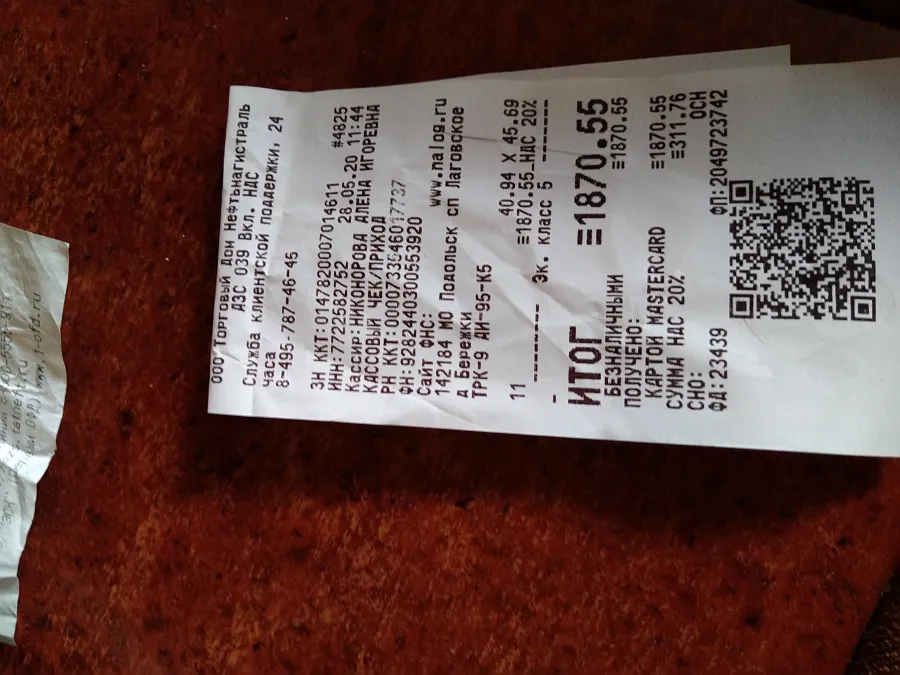 ООО Торговый Дом Нефтьмагистраль
АЗС 039 Вкл. НДС
Служба клиентской поддержки, 24
часа
8-495-787-46-45
ЗН ККТ:01478200070 14611 #4825
ИНН:7722582752 28.05.20 11:44
Кассир:НИКОНОРОВА АЛЕНА ИГОРЕВНА
КАССОВЫЙ ЧЕК/ПРИХОД
РН ККТ:0000733546017737
ФН:9282440300553920
Сайт ФНС: www.nalog.ru
142184 МО Подольск сп Лаговское
д Бережки
ТРК-9 АИ-95-К5
40.94 X 45.69
11 ≡1870.55_НДС 20%
-------- Эк. класс 5 ------
-
ИТОГ ≡1870.55
БЕЗНАЛИЧНЫМИ ≡1870.55
ПОЛУЧЕНО:
КАРТОЙ MASTERCARD ≡1870.55
СУММА НДС 20% ≡311.76
СНО: ОСН
ФД:23439 ФП:2049723742
www.1-ofd.ru